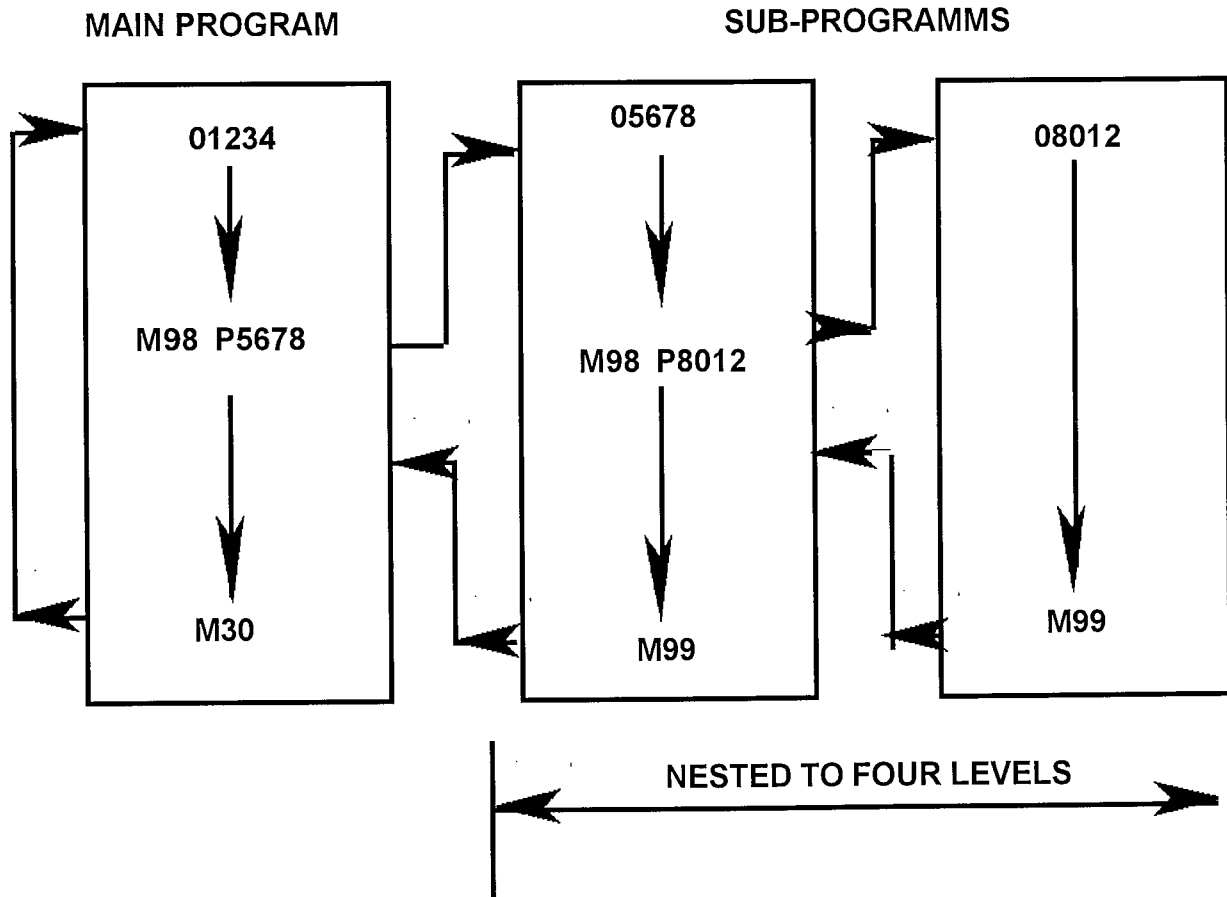 MAIN PROGRAM
SUB-PROGRAMMS
01234
M98 P5678
M30
05678
M98 P8012
M99
08012
M99
NESTED TO FOUR LEVELS